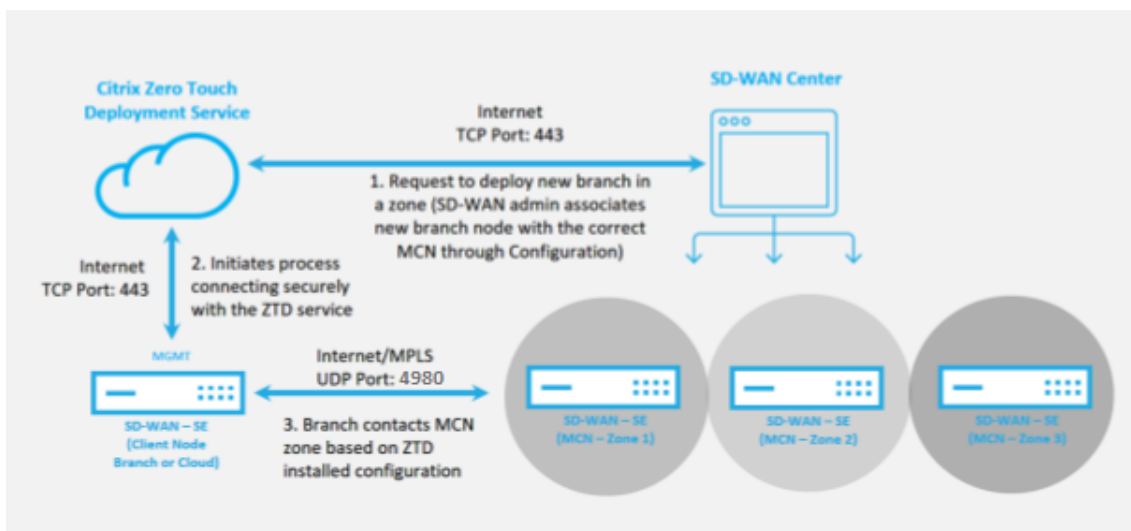 Citrix Zero Touch
Deployment Service
SD-WAN Center
Internet
TCP Port: 443
1. Request to deploy new branch in
a zone (SD-WAN admin associates
new branch node with the correct
MCN through Configuration)
Internet
TCP Port: 443
2. Initiates process
connecting securely
with the ZTD service
MGMT
SD-WAN – SE
(Client Node
Branch or Cloud)
Internet/MPLS
UDP Port: 4980
3. Branch contacts MCN
zone based on ZTD
installed configuration
SD-WAN – SE
(MCN – Zone 1)
SD-WAN – SE
(MCN – Zone 2)
SD-WAN – SE
(MCN – Zone 3)